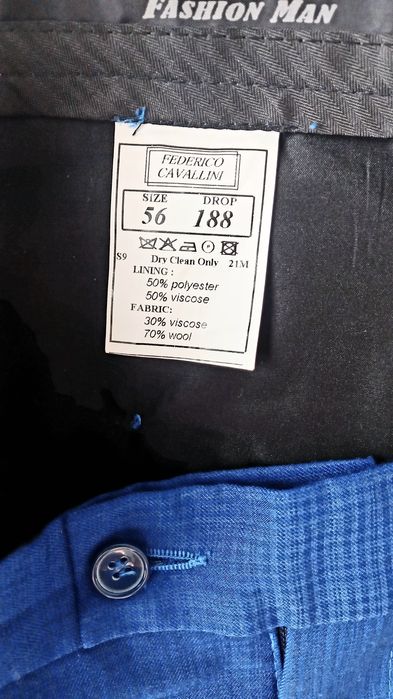 FASHION MAN
FEDERICO
CAVALLINI
SIZE DROP
56 188
S9 Dry Clean Only 21M
LINING :
50% polyester
50% viscose
FABRIC:
30% viscose
70% wool